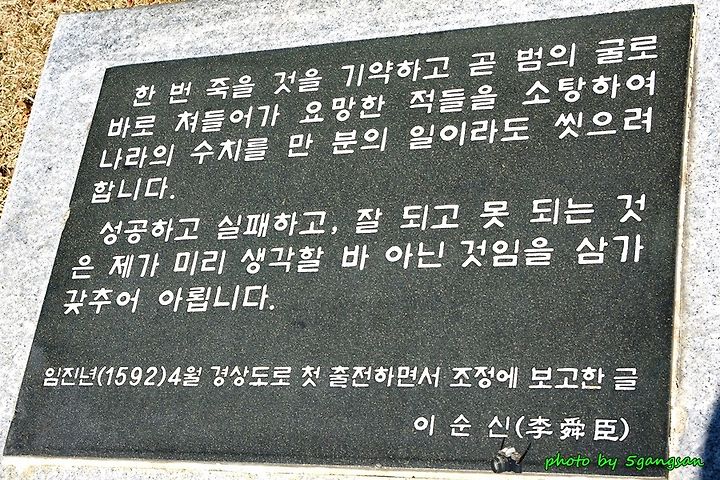 한 번 죽을 것을 기약하고 곧 범의 굴로
바로 쳐들어가 요망한 적들을 소탕하여
나라의 수치를 만 분의 일이라도 씻으려
합니다.
성공하고 실패하고, 잘 되고 못 되는 것
은 제가 미리 생각할 바 아닌 것임을 삼가
갖추어 아룁니다.
임진년(1592)4월 경상도로 첫 출전하면서 조정에 보고한 글
이 순 신(李舜臣)
photo by 5gangsan